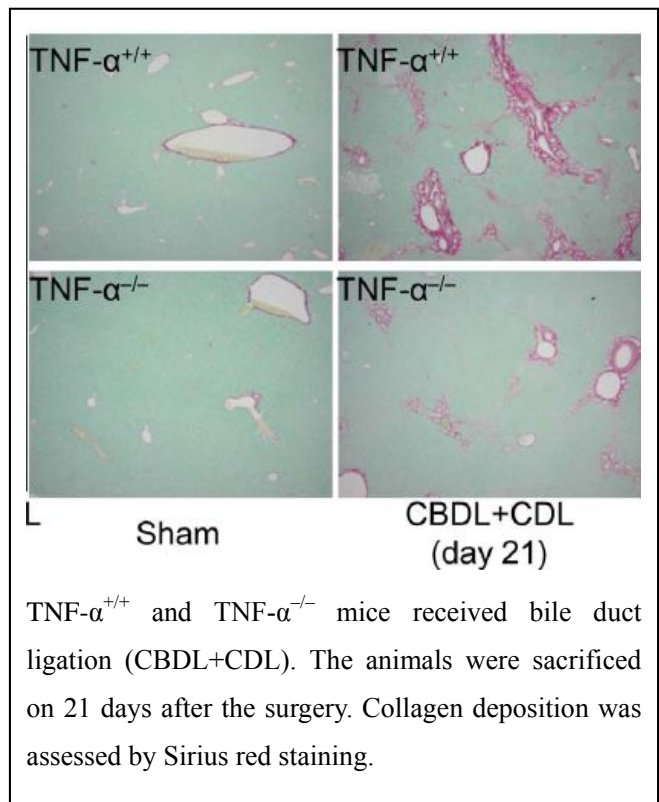 TNF-α+/+ TNF-α+/+
TNF-α–/– TNF-α–/–
L Sham CBDL+CDL
(day 21)
TNF-α+/+ and TNF-α–/– mice received bile duct
ligation (CBDL+CDL). The animals were sacrificed
on 21 days after the surgery. Collagen deposition was
assessed by Sirius red staining.